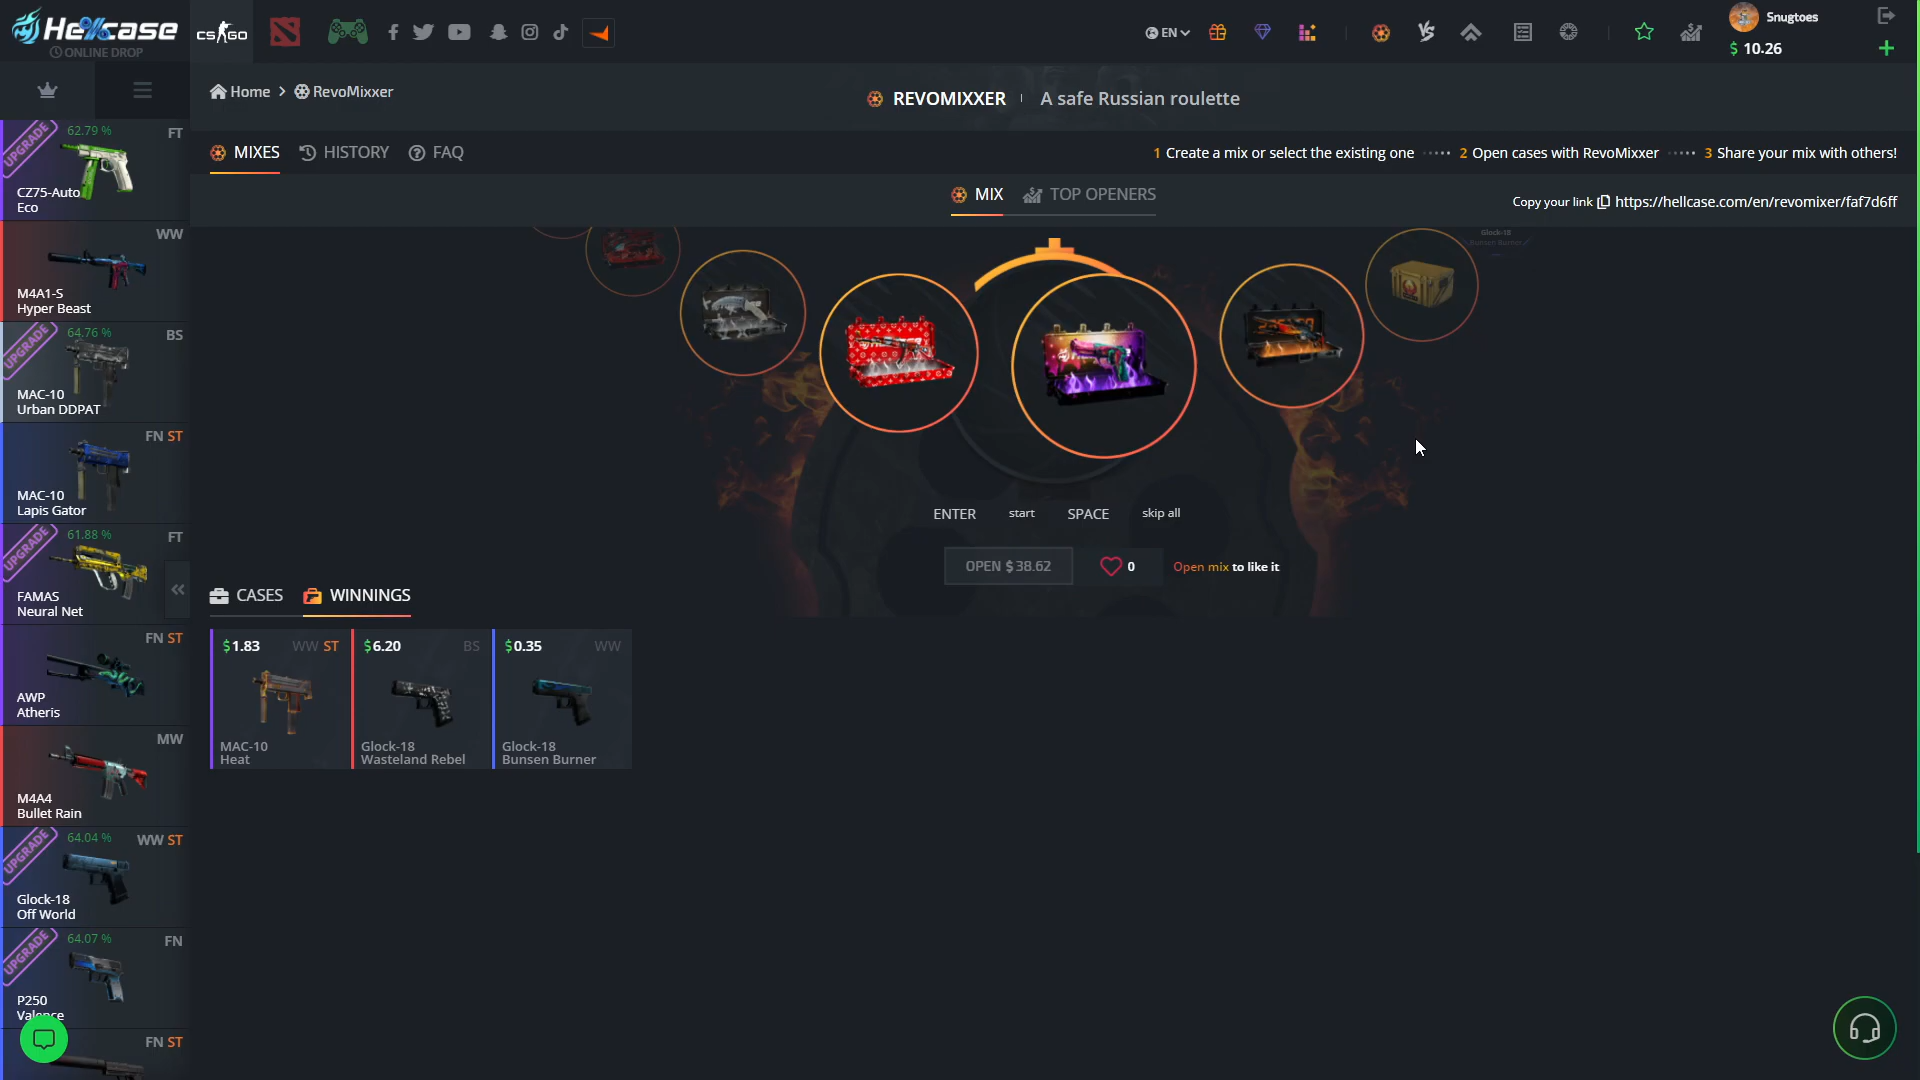 Hellcase
ONLINE DROP
CS:GO
EN
Snugtoes
$ 10.26
Home > RevoMixxer
REVOMIXXER | A safe Russian roulette
MIXES HISTORY FAQ
1 Create a mix or select the existing one ····· 2 Open cases with RevoMixxer ····· 3 Share your mix with others!
MIX TOP OPENERS
Copy your link https://hellcase.com/en/revomixer/faf7d6ff
Glock-18
Bunsen Burner
ENTER start SPACE skip all
OPEN $ 38.62
0
Open mix to like it
CASES WINNINGS
$1.83 WW ST
MAC-10
Heat
$6.20 BS
Glock-18
Wasteland Rebel
$0.35 WW
Glock-18
Bunsen Burner
UPGRADE
62.79 % FT
CZ75-Auto
Eco
WW
M4A1-S
Hyper Beast
UPGRADE
64.76 % BS
MAC-10
Urban DDPAT
FN ST
MAC-10
Lapis Gator
UPGRADE
61.88 % FT
FAMAS
Neural Net
FN ST
AWP
Atheris
MW
M4A4
Bullet Rain
UPGRADE
64.04 % WW ST
Glock-18
Off World
UPGRADE
64.07 % FN
P250
Valence
FN ST